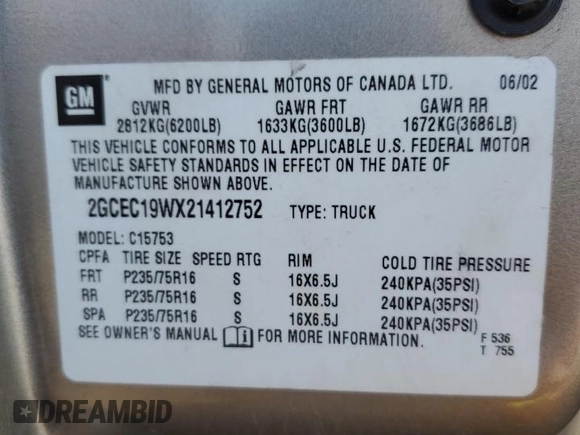 GM
MFD BY GENERAL MOTORS OF CANADA LTD. 06/02
GVWR GAWR FRT GAWR RR
2812KG(6200LB) 1633KG(3600LB) 1672KG(3686LB)
THIS VEHICLE CONFORMS TO ALL APPLICABLE U.S. FEDERAL MOTOR
VEHICLE SAFETY STANDARDS IN EFFECT ON THE DATE OF
MANUFACTURE SHOWN ABOVE.
2GCEC19WX21412752 TYPE: TRUCK
MODEL: C15753
CPFA TIRE SIZE SPEED RTG RIM COLD TIRE PRESSURE
FRT P235/75R16 S 16X6.5J 240KPA(35PSI)
RR P235/75R16 S 16X6.5J 240KPA(35PSI)
SPA P235/75R16 S 16X6.5J 240KPA(35PSI)
SEE OWNER'S MANUAL FOR MORE INFORMATION. F 536
T 755
DREAMBID